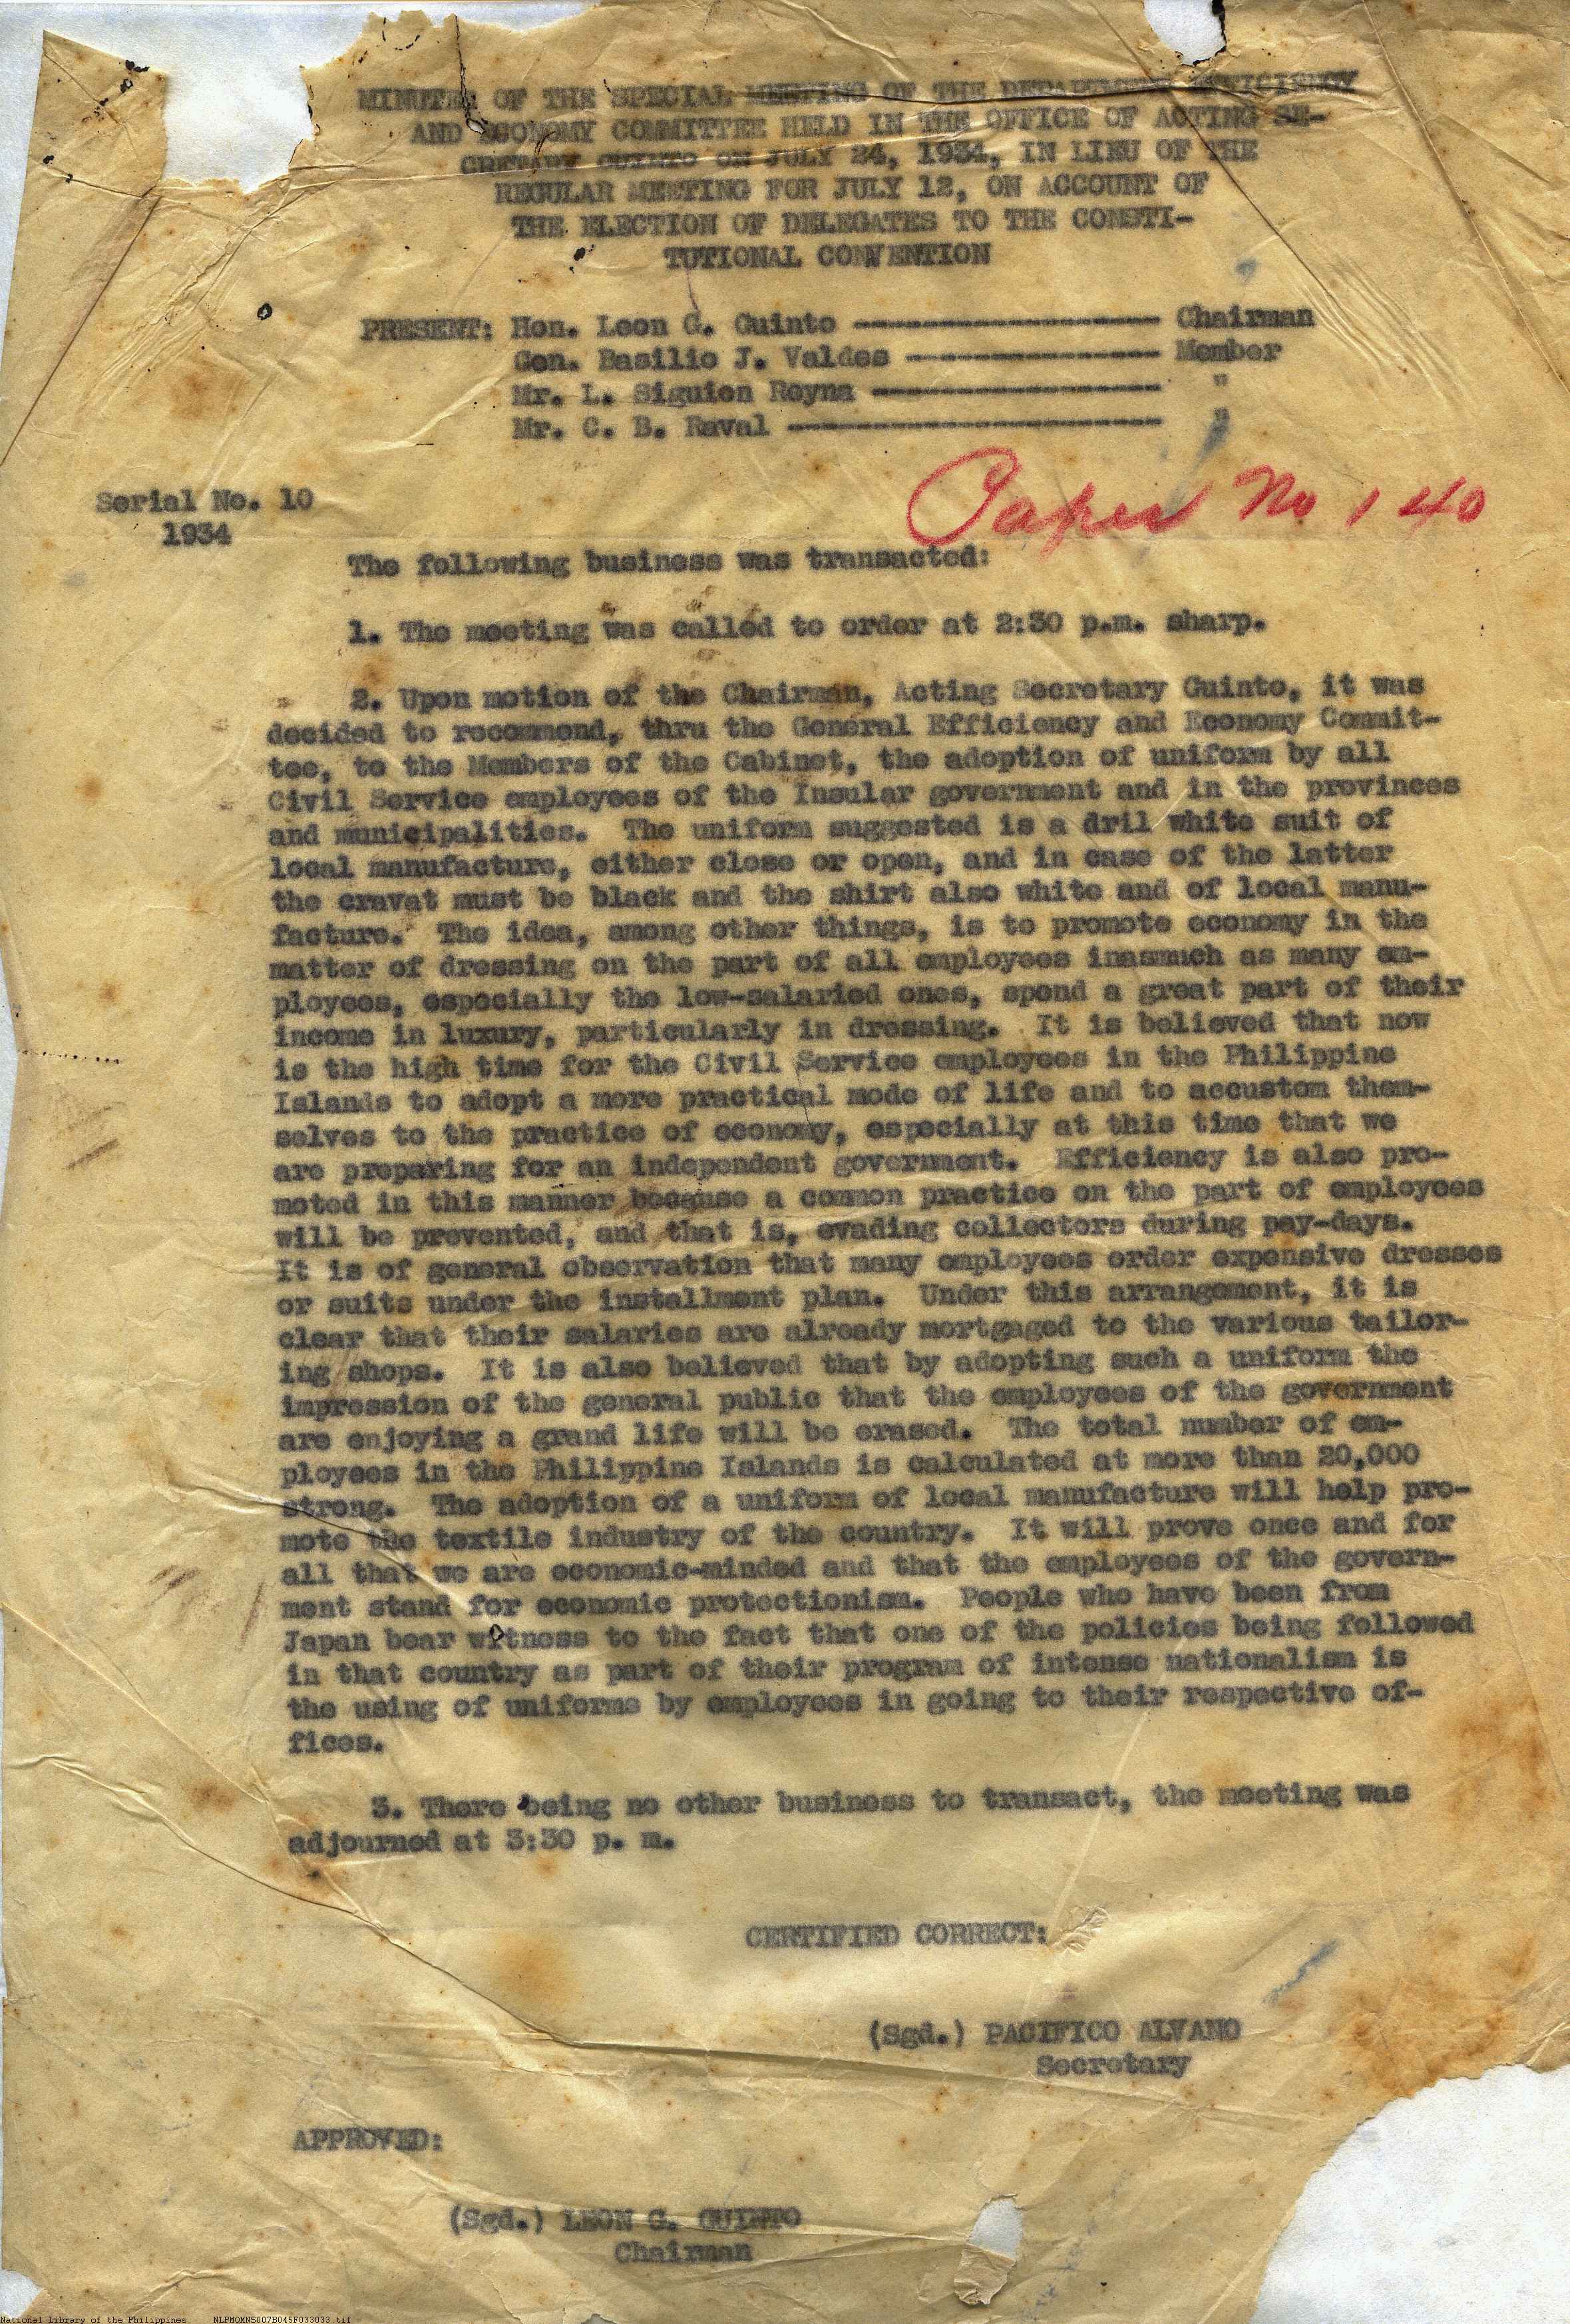 MINUTES OF THE SPECIAL MEETING OF THE DEPARTMENT EFFICIENCY
AND ECONOMY COMMITTEE HELD IN THE OFFICE OF ACTING SE-
CRETARY GUINTO ON JULY 24, 1934, IN LIEU OF THE
REGULAR MEETING FOR JULY 12, ON ACCOUNT OF
THE ELECTION OF DELEGATES TO THE CONSTI-
TUTIONAL CONVENTION
PRESENT: Hon. Leon G. Guinto ------------------ Chairman
Gen. Basilio J. Valdes --------------- Member
Mr. L. Siguion Reyna ----------------- "
Mr. C. B. Raval ---------------------- "
Paper No 140
Serial No. 10
1934
The following business was transacted:
1. The meeting was called to order at 2:30 p.m. sharp.
2. Upon motion of the Chairman, Acting Secretary Guinto, it was
decided to recommend, thru the General Efficiency and Economy Commit-
tee, to the Members of the Cabinet, the adoption of uniform by all
Civil Service employees of the Insular government and in the provinces
and municipalities. The uniform suggested is a dril white suit of
local manufacture, either close or open, and in case of the latter
the cravat must be black and the shirt also white and of local manu-
facture. The idea, among other things, is to promote economy in the
matter of dressing on the part of all employees inasmuch as many em-
ployees, especially the low-salaried ones, spend a great part of their
income in luxury, particularly in dressing. It is believed that now
is the high time for the Civil Service employees in the Philippine
Islands to adopt a more practical mode of life and to accustom them-
selves to the practice of economy, especially at this time that we
are preparing for an independent government. Efficiency is also pro-
moted in this manner because a common practice on the part of employees
will be prevented, and that is, evading collectors during pay-days.
It is of general observation that many employees order expensive dresses
or suits under the installment plan. Under this arrangement, it is
clear that their salaries are already mortgaged to the various tailor-
ing shops. It is also believed that by adopting such a uniform the
impression of the general public that the employees of the government
are enjoying a grand life will be erased. The total number of em-
ployees in the Philippine Islands is calculated at more than 20,000
strong. The adoption of a uniform of local manufacture will help pro-
mote the textile industry of the country. It will prove once and for
all that we are economic-minded and that the employees of the govern-
ment stand for economic protectionism. People who have been from
Japan bear witness to the fact that one of the policies being followed
in that country as part of their program of intense nationalism is
the using of uniforms by employees in going to their respective of-
fices.
3. There being no other business to transact, the meeting was
adjourned at 3:30 p. m.
CERTIFIED CORRECT:
(Sgd.) PACIFICO ALVANO
Secretary
APPROVED:
(Sgd.) LEON G. GUINTO
Chairman
National Library of the Philippines NLPMQMNS007B045F033033.tif